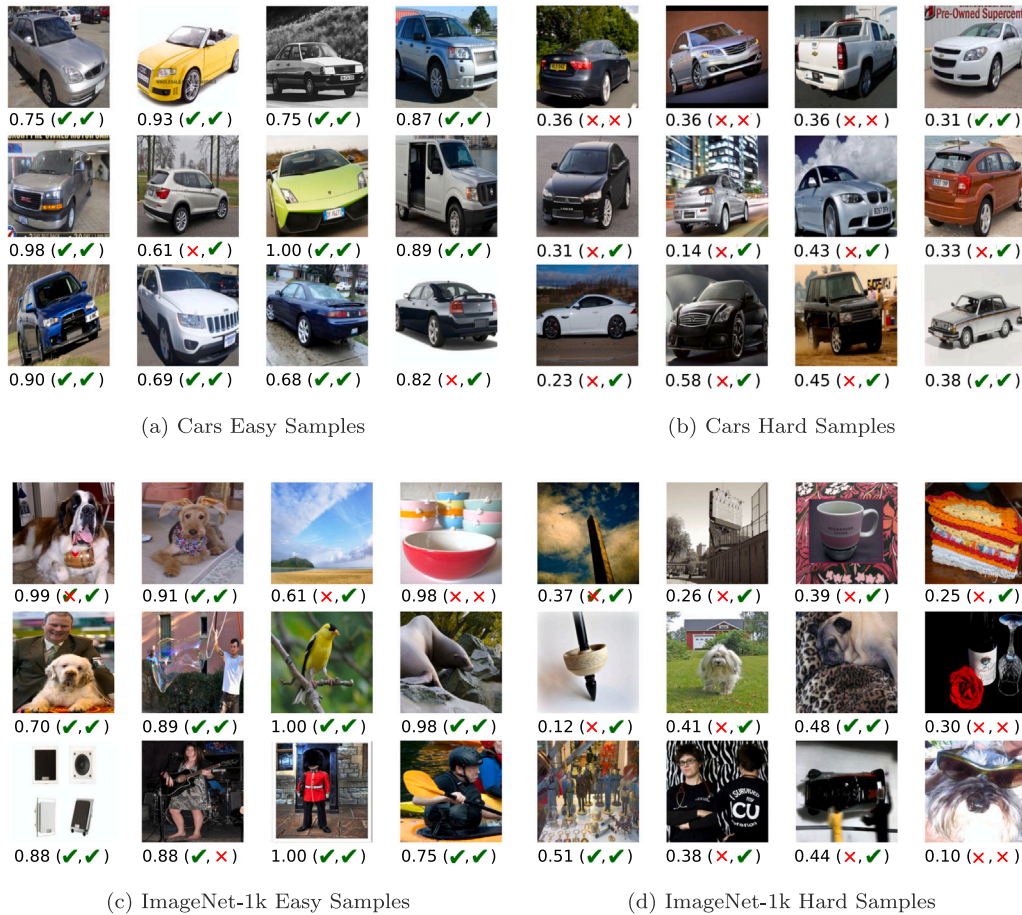 Pre-Owned Supercent
0.75 (✔,✔) 0.93 (✔,✔) 0.75 (✔,✔) 0.87 (✔,✔) 0.36 (×,×) 0.36 (×,×) 0.36 (×,×) 0.31 (✔,✔)
0.98 (✔,✔) 0.61 (×,✔) 1.00 (✔,✔) 0.89 (✔,✔) 0.31 (×,✔) 0.14 (×,✔) 0.43 (×,✔) 0.33 (×,✔)
0.90 (✔,✔) 0.69 (✔,✔) 0.68 (✔,✔) 0.82 (×,✔) 0.23 (×,✔) 0.58 (×,✔) 0.45 (×,✔) 0.38 (✔,✔)
(a) Cars Easy Samples (b) Cars Hard Samples
0.99 (✔,✔) 0.91 (✔,✔) 0.61 (×,✔) 0.98 (×,×) 0.37 (✔,✔) 0.26 (×,✔) 0.39 (×,✔) 0.25 (×,✔)
0.70 (✔,✔) 0.89 (✔,✔) 1.00 (✔,✔) 0.98 (✔,✔) 0.12 (×,✔) 0.41 (×,✔) 0.48 (✔,✔) 0.30 (×,×)
SURVIVED
ICU
0.88 (✔,✔) 0.88 (✔,×) 1.00 (✔,✔) 0.75 (✔,✔) 0.51 (✔,✔) 0.38 (×,✔) 0.44 (×,✔) 0.10 (×,×)
(c) ImageNet-1k Easy Samples (d) ImageNet-1k Hard Samples